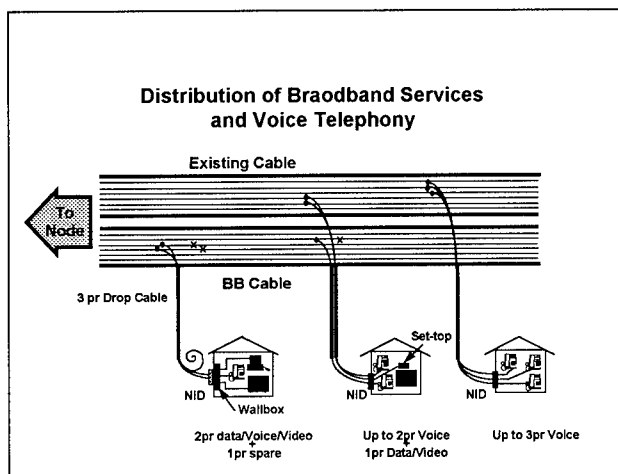 Distribution of Braodband Services
and Voice Telephony
Existing Cable
To
Node
BB Cable
3 pr Drop Cable
Set-top
NID
NID
NID
Wallbox
2pr data/Voice/Video
+
1pr spare
Up to 2pr Voice
+
1pr Data/Video
Up to 3pr Voice